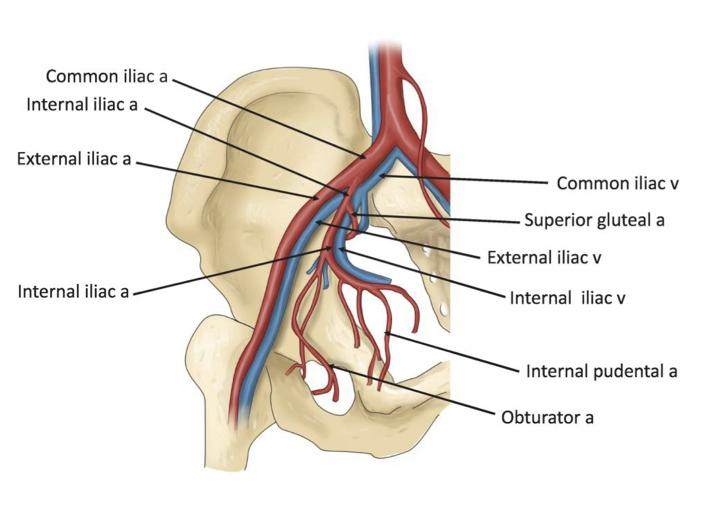 Common iliac a
Internal iliac a
External iliac a
Internal iliac a
Common iliac v
Superior gluteal a
External iliac v
Internal  iliac v
Internal pudental a
Obturator a